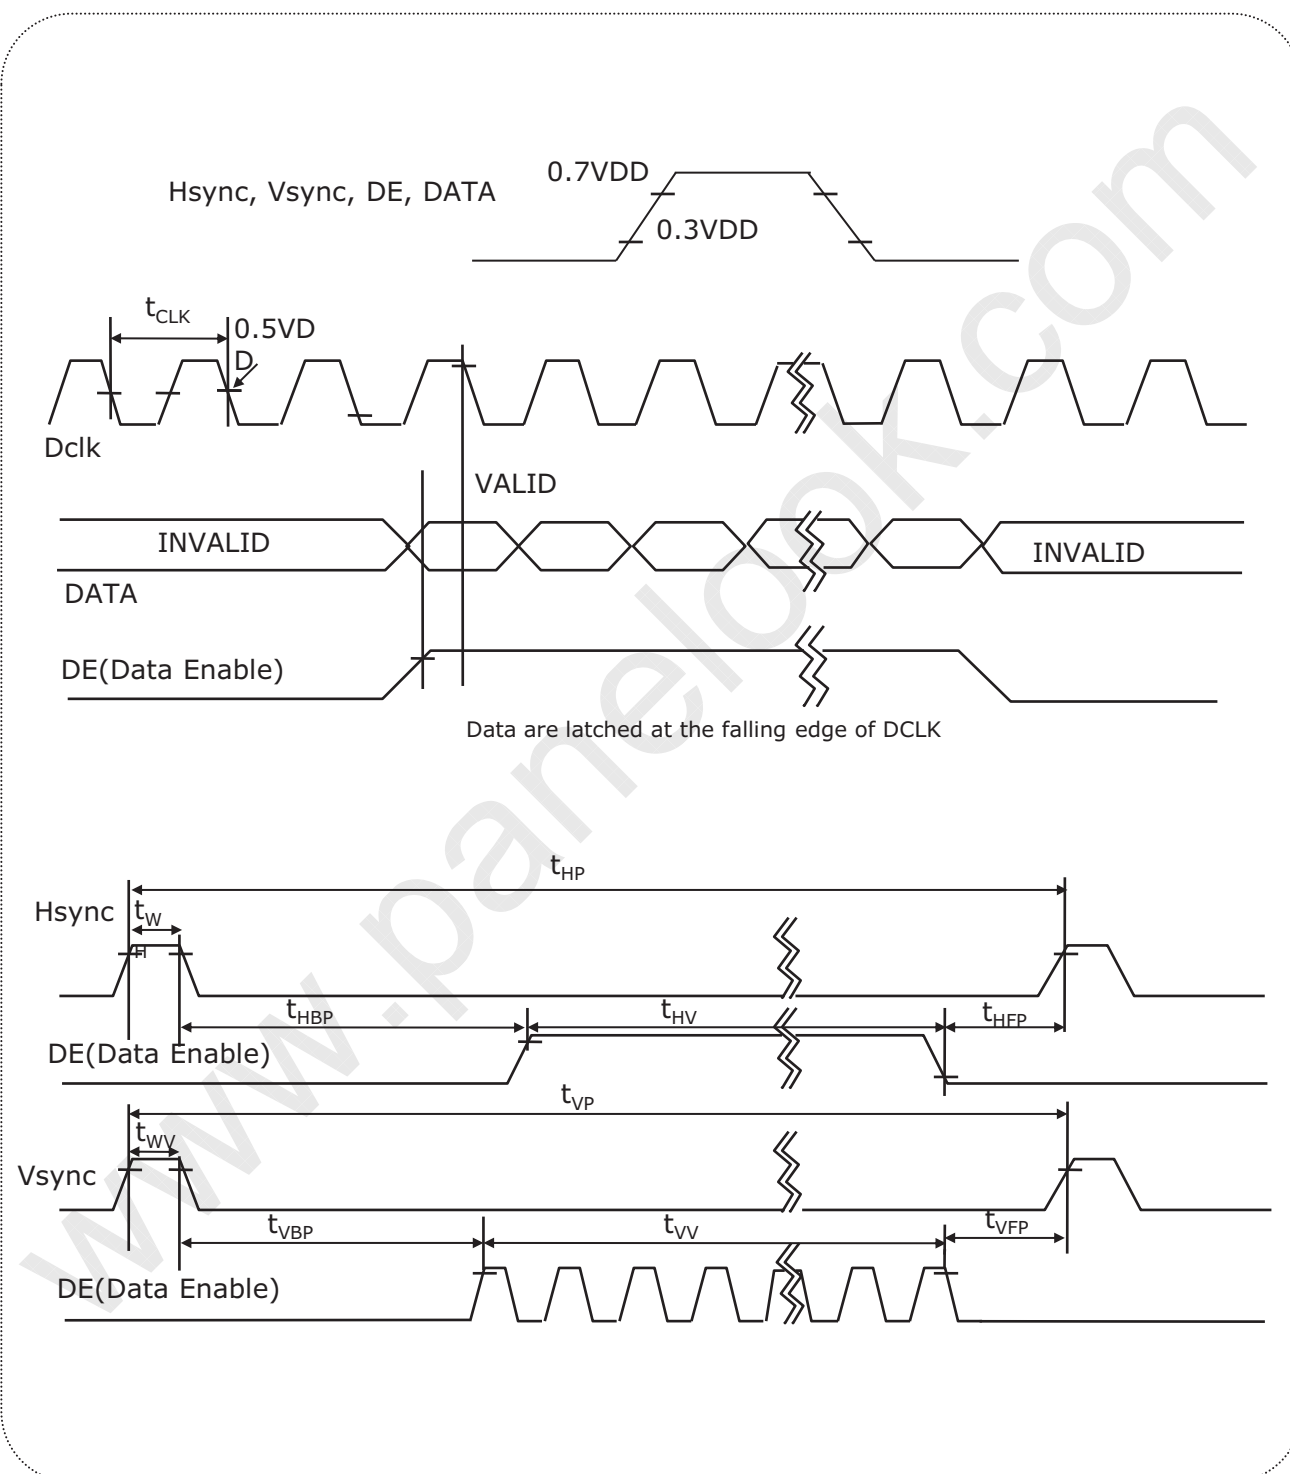 0.7VDD
Hsync, Vsync, DE, DATA
0.3VDD
tCLK
0.5VD
D
Dclk
VALID
INVALID
INVALID
DATA
DE(Data Enable)
Data are latched at the falling edge of DCLK
tHP
Hsync
tW
H
tHBP
tHV
tHFP
DE(Data Enable)
tVP
tWV
Vsync
tVBP
tVV
tVFP
DE(Data Enable)
www.panelook.com